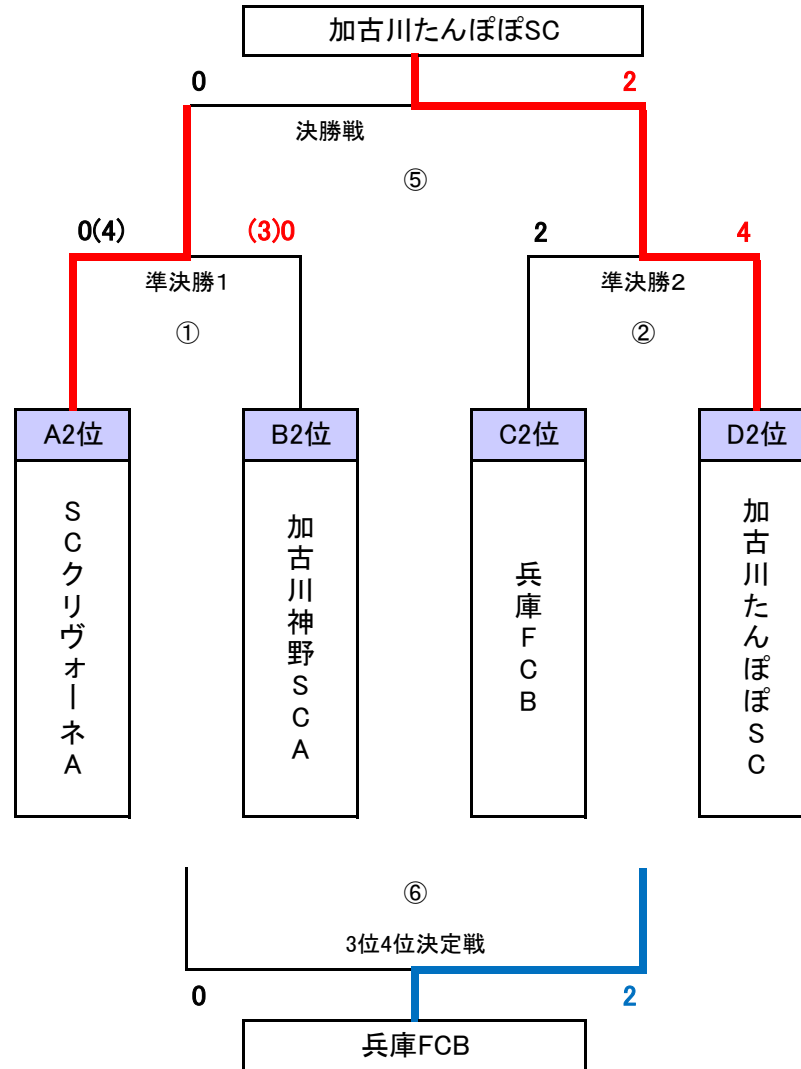 加古川たんぽぽSC
0
2
決勝戦
⑤
0(4)
(3)0
2
4
準決勝1
準決勝2
①
②
A2位
B2位
C2位
D2位
SCクリヴォーネA
加古川神野SCA
兵庫FCB
加古川たんぽぽSC
⑥
3位4位決定戦
0
2
兵庫FCB